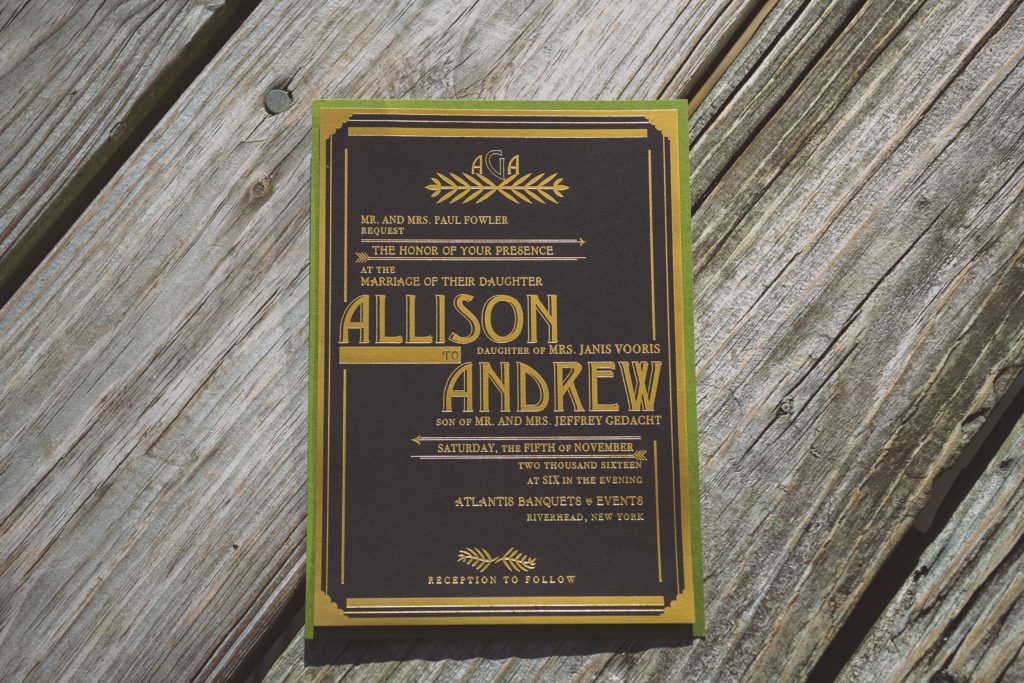 AGA
MR. AND MRS. PAUL FOWLER
REQUEST
THE HONOR OF YOUR PRESENCE
AT THE
MARRIAGE OF THEIR DAUGHTER
ALLISON
DAUGHTER OF MRS. JANIS VOORIS
TO
ANDREW
SON OF MR. AND MRS. JEFFREY GEDACHT
SATURDAY, THE FIFTH OF NOVEMBER
TWO THOUSAND SIXTEEN
AT SIX IN THE EVENING
ATLANTIS BANQUETS & EVENTS
RIVERHEAD, NEW YORK
RECEPTION TO FOLLOW